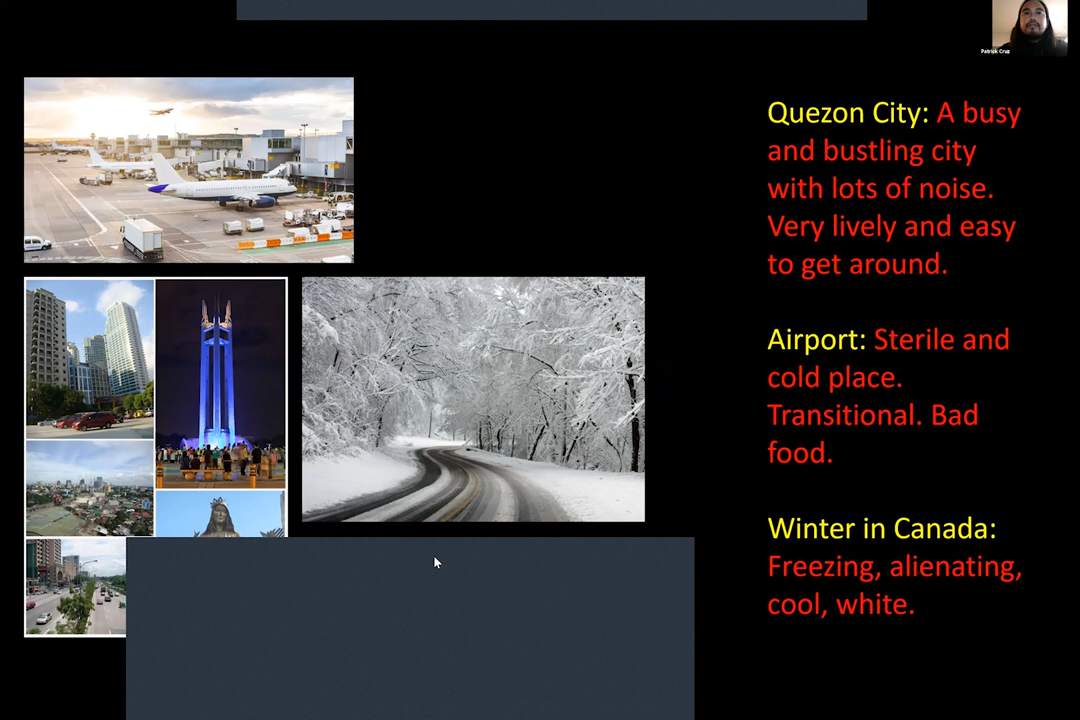 Patrick Cruz
Quezon City: A busy
and bustling city
with lots of noise.
Very lively and easy
to get around.
Airport: Sterile and
cold place.
Transitional. Bad
food.
Winter in Canada:
Freezing, alienating,
cool, white.